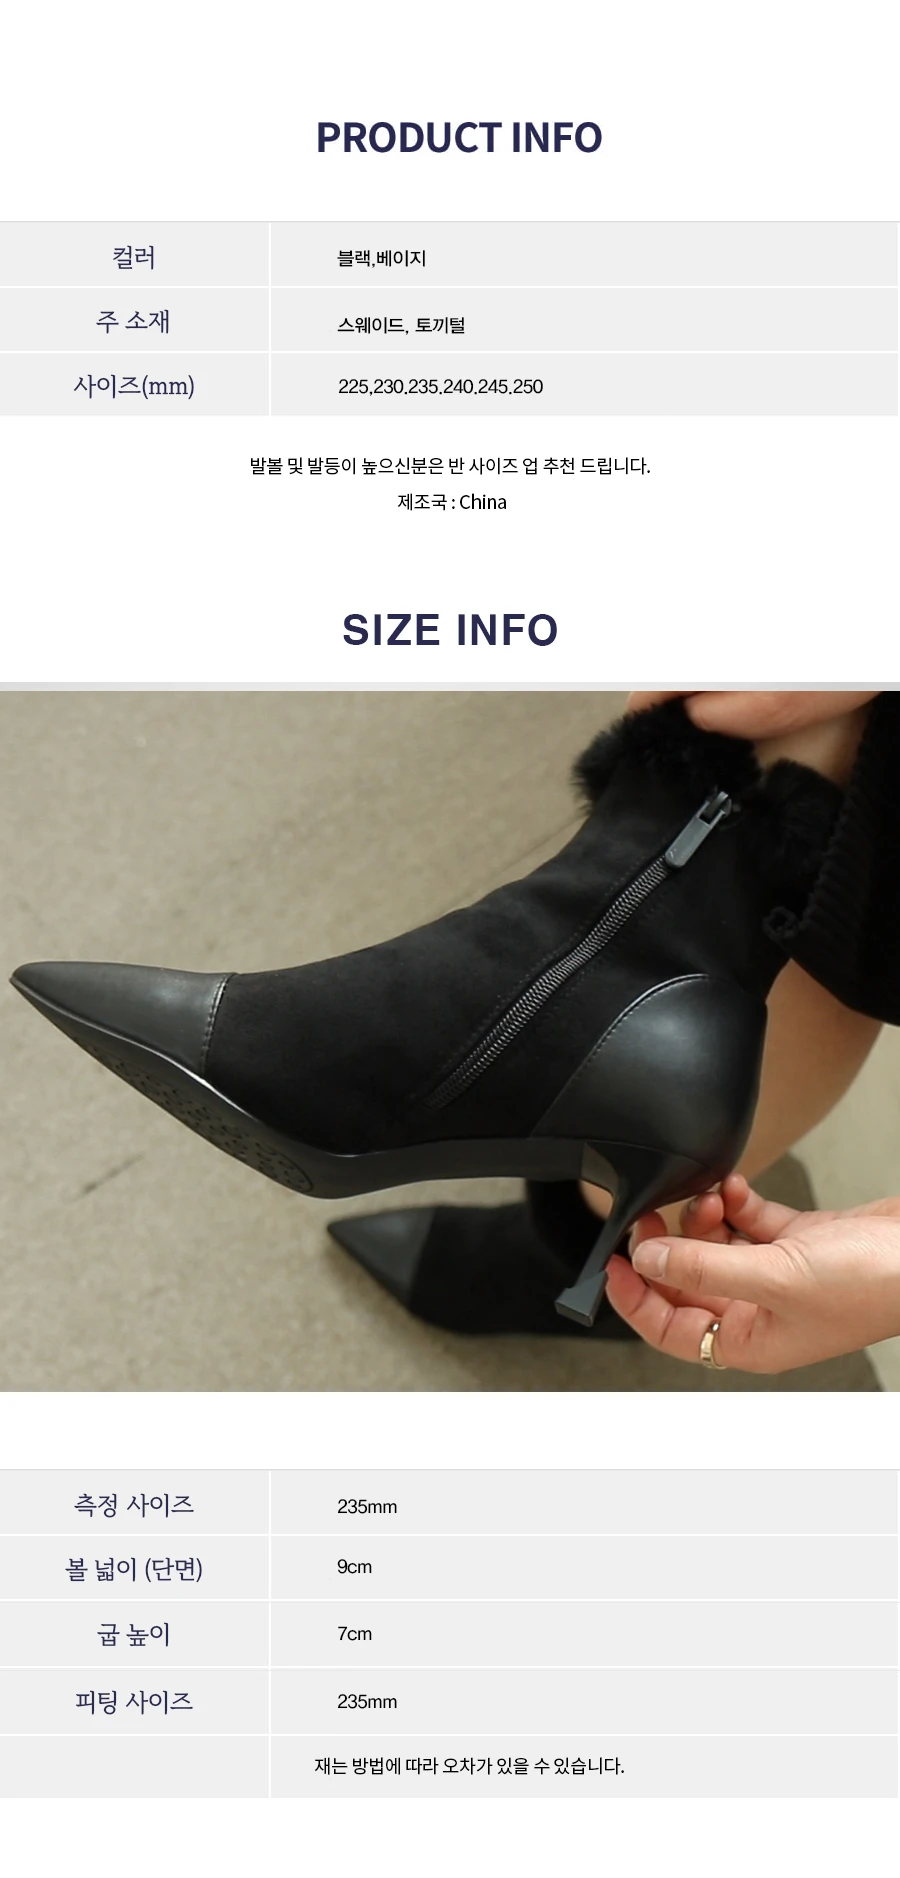 PRODUCT INFO
컬러
블랙,베이지
주 소재
스웨이드, 토끼털
사이즈(mm)
225,230.235.240.245.250
발볼 및 발등이 높으신분은 반 사이즈 업 추천 드립니다.
제조국 : China
SIZE INFO
측정 사이즈
235mm
볼 넓이 (단면)
9cm
굽 높이
7cm
피팅 사이즈
235mm
재는 방법에 따라 오차가 있을 수 있습니다.